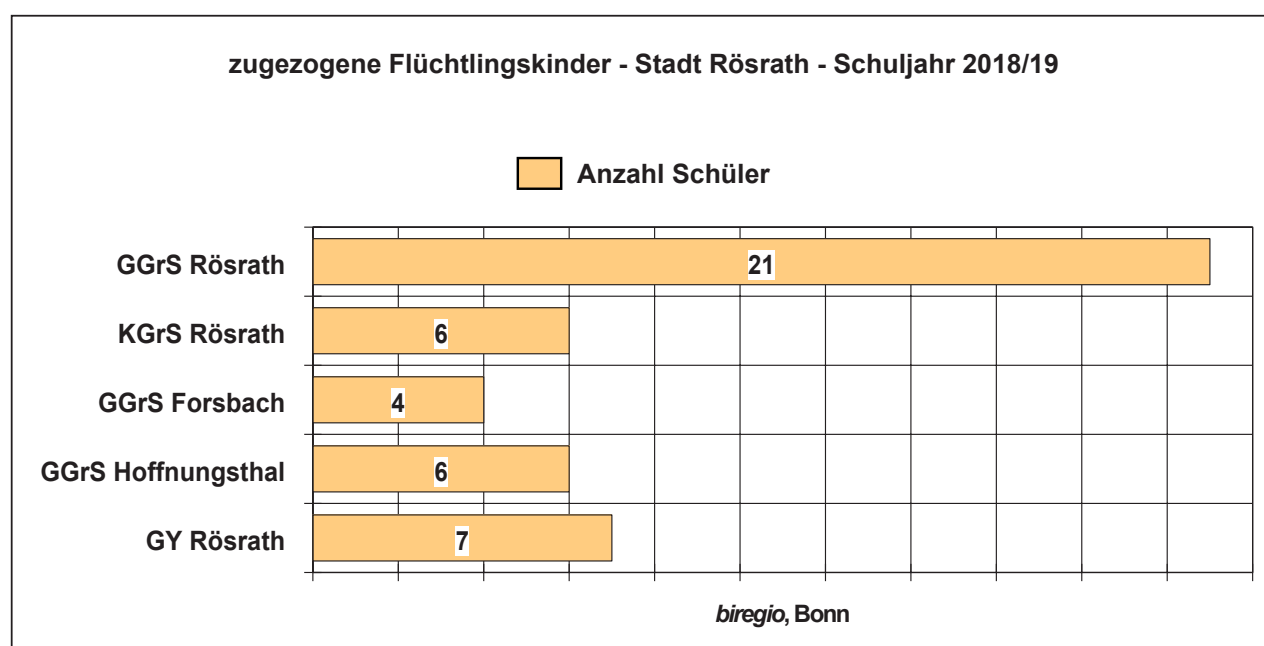 zugezogene Flüchtlingskinder - Stadt Rösrath - Schuljahr 2018/19
Anzahl Schüler
GGrS Rösrath
21
KGrS Rösrath
6
GGrS Forsbach
4
GGrS Hoffnungsthal
6
GY Rösrath
7
biregio, Bonn